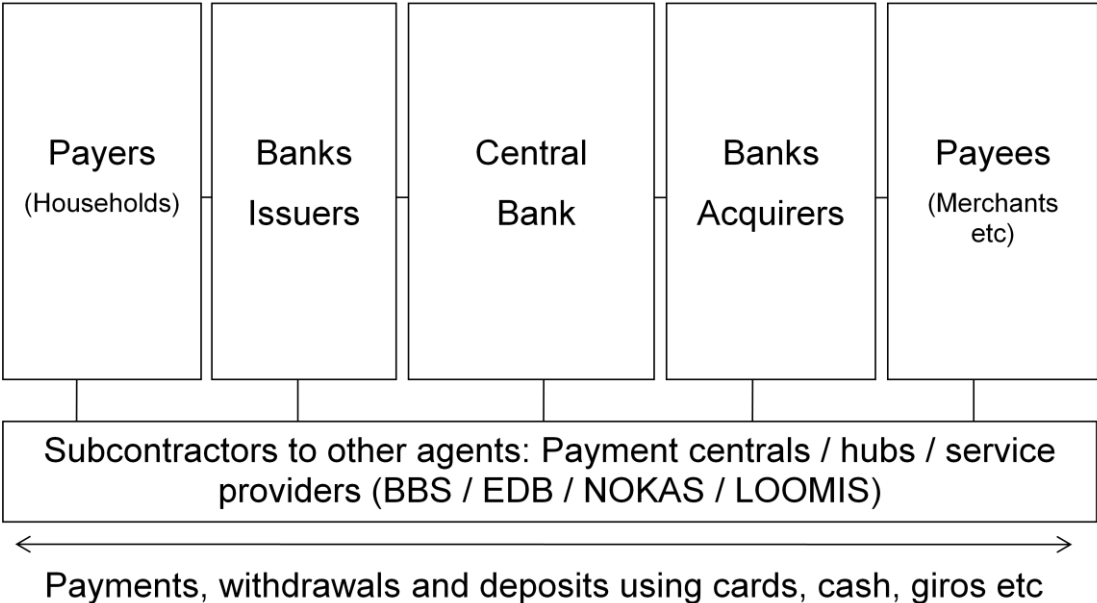 Payers
(Households)
Banks
Issuers
Central
Bank
Banks
Acquirers
Payees
(Merchants
etc)
Subcontractors to other agents: Payment centrals / hubs / service
providers (BBS / EDB / NOKAS / LOOMIS)
Payments, withdrawals and deposits using cards, cash, giros etc